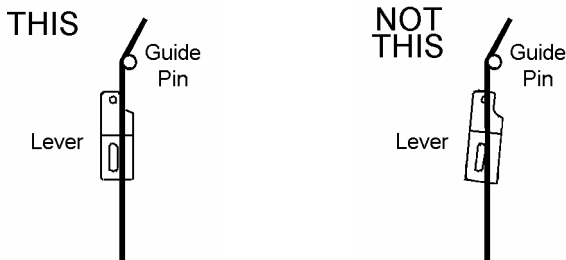 THIS
Guide
Pin
Lever
NOT
THIS
Guide
Pin
Lever